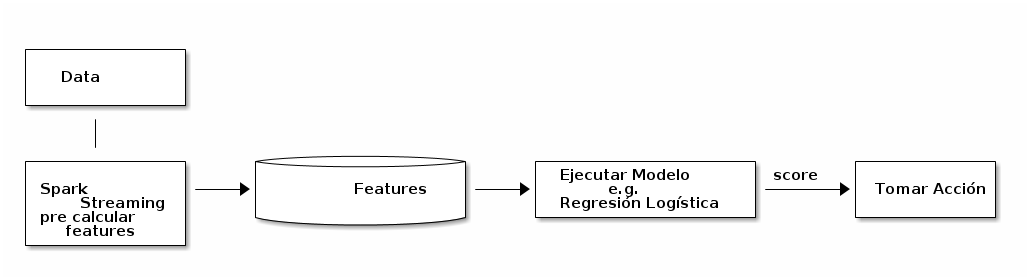 Data
Spark
Streaming
pre calcular
features
Features
Ejecutar Modelo
e.g.
Regresión Logística
score
Tomar Acción